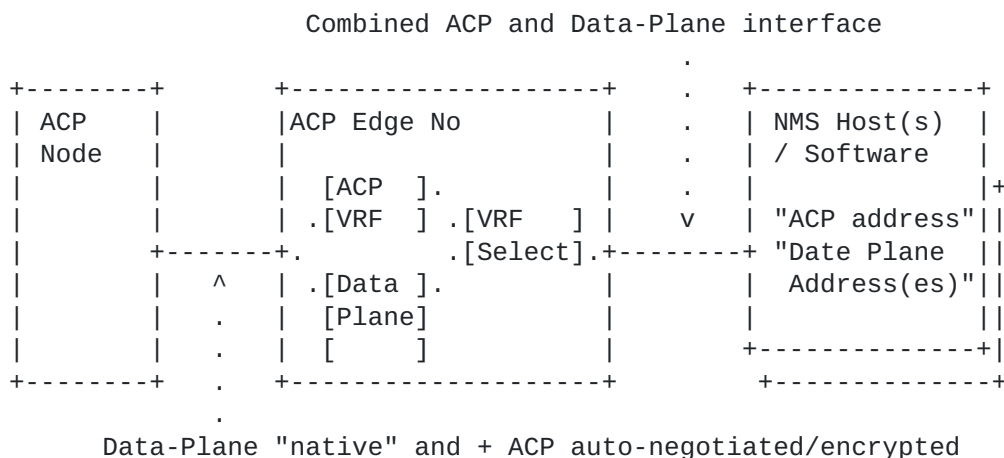 Combined ACP and Data-Plane interface
.
+--------+       +--------------------+   .   +--------------+
| ACP    |       |ACP Edge No         |   .   | NMS Host(s)  |
| Node   |       |                    |   .   | / Software   |
|        |       |  [ACP  ].          |   .   |              |+
|        |       | .[VRF  ] .[VRF   ] |   v   | "ACP address"||
|        +-------+.         .[Select].+--------+ "Date Plane  ||
|        |   ^   | .[Data ].          |       |  Address(es)"||
|        |   .   |  [Plane]           |       |              ||
|        |   .   |  [     ]           |       +--------------+|
+--------+   .   +--------------------+        +--------------+
.
Data-Plane "native" and + ACP auto-negotiated/encrypted